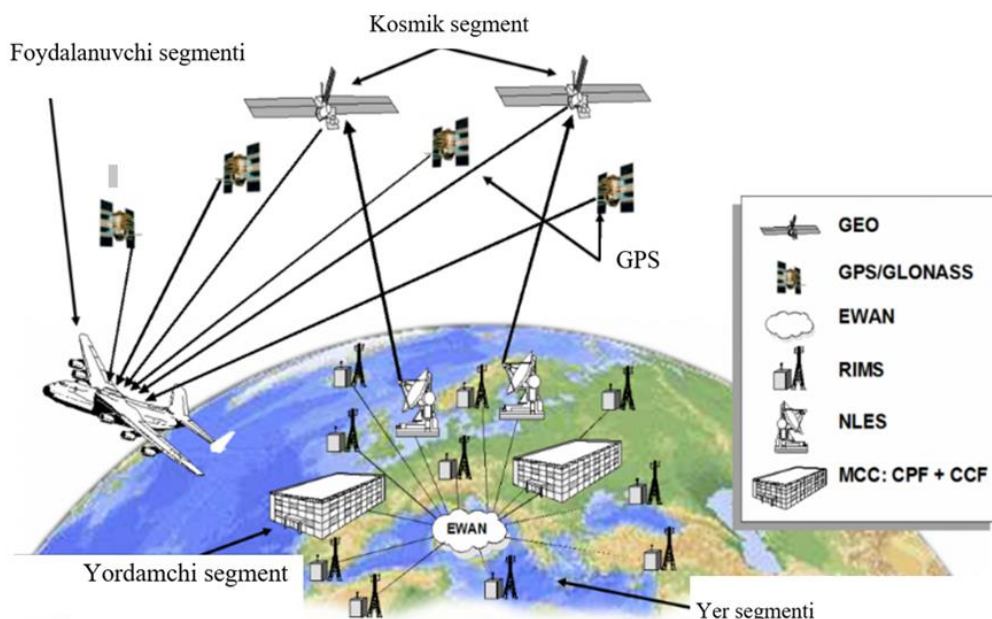 Kosmik segment
Foydalanuvchi segmenti
GPS
GEO
GPS/GLONASS
EWAN
RIMS
NLES
MCC: CPF + CCF
EWAN
Yordamchi segment
Yer segmenti